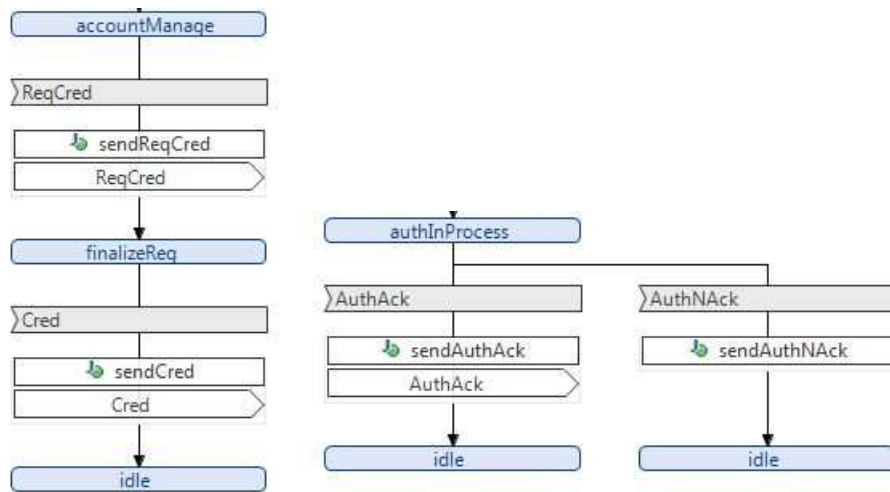 accountManage
ReqCred
sendReqCred
ReqCred
finalizeReq
Cred
sendCred
Cred
idle
authInProcess
AuthAck
AuthNAck
sendAuthAck
sendAuthNAck
AuthAck
idle
idle